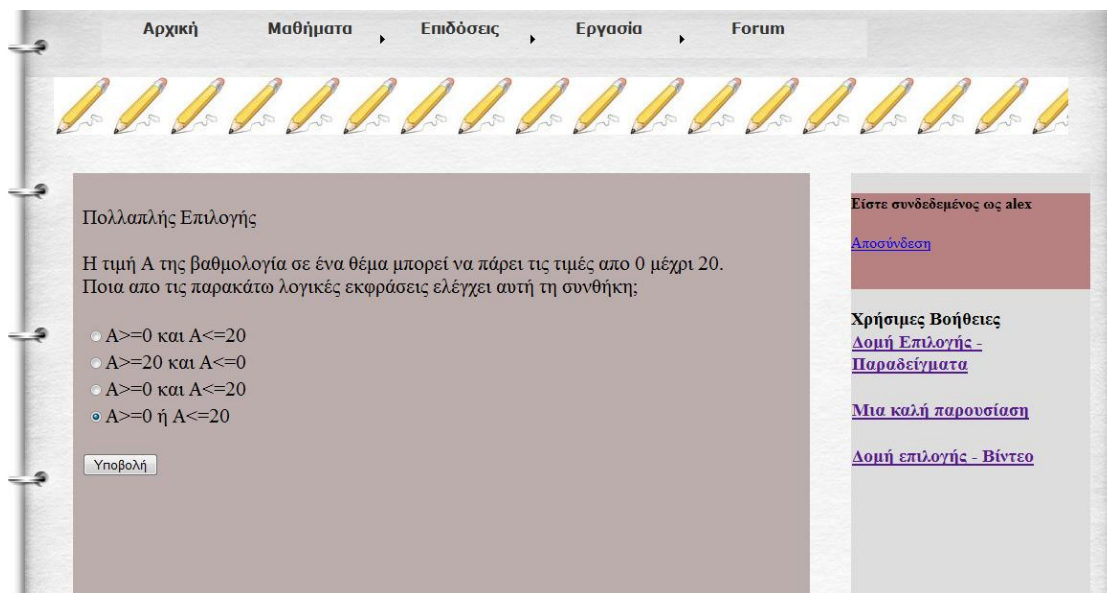 Αρχική Μαθήματα Επιδόσεις Εργασία Forum
Πολλαπλής Επιλογής
Η τιμή Α της βαθμολογία σε ένα θέμα μπορεί να πάρει τις τιμές απο 0 μέχρι 20.
Ποια απο τις παρακάτω λογικές εκφράσεις ελέγχει αυτή τη συνθήκη;
Α>=0 και Α<=20
Α>=20 και Α<=0
Α>=0 και Α<=20
Α>=0 ή Α<=20
Υποβολή
Είστε συνδεδεμένος ως alex
Αποσύνδεση
Χρήσιμες Βοήθειες
Δομή Επιλογής -
Παραδείγματα
Μια καλή παρουσίαση
Δομή επιλογής - Βίντεο